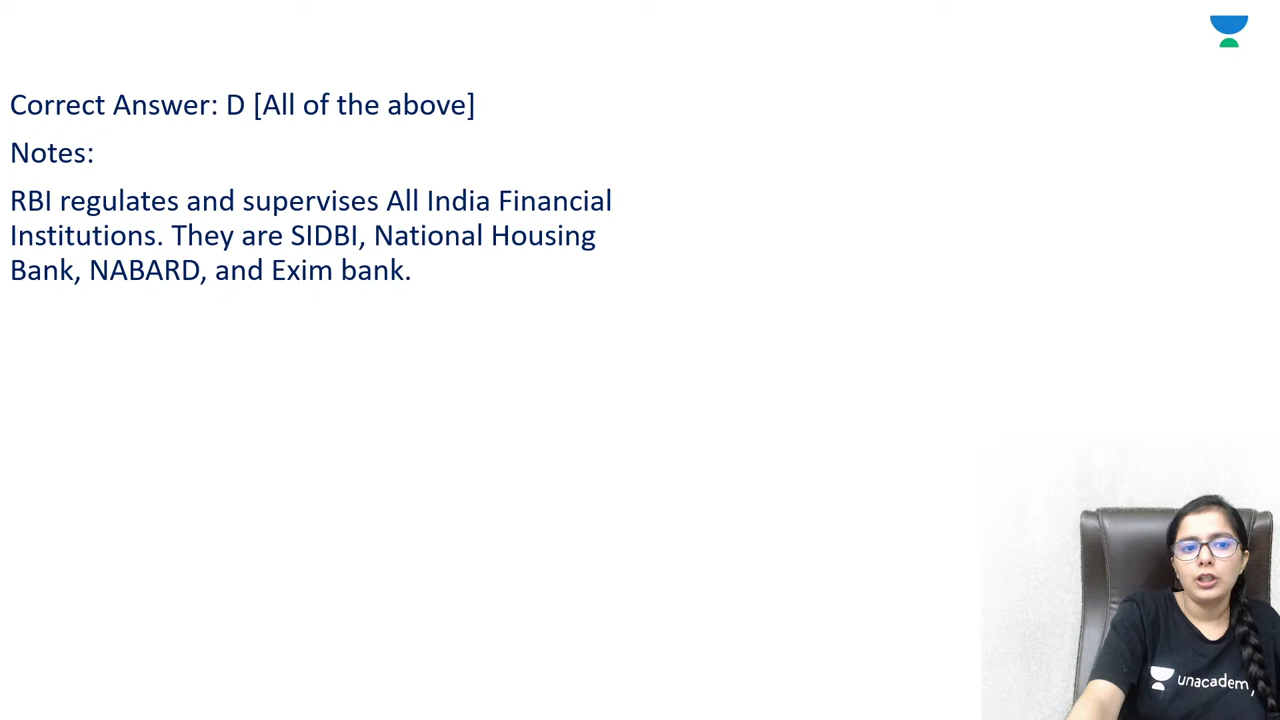 Correct Answer: D [All of the above]
Notes:
RBI regulates and supervises All India Financial
Institutions. They are SIDBI, National Housing
Bank, NABARD, and Exim bank.
unacademy